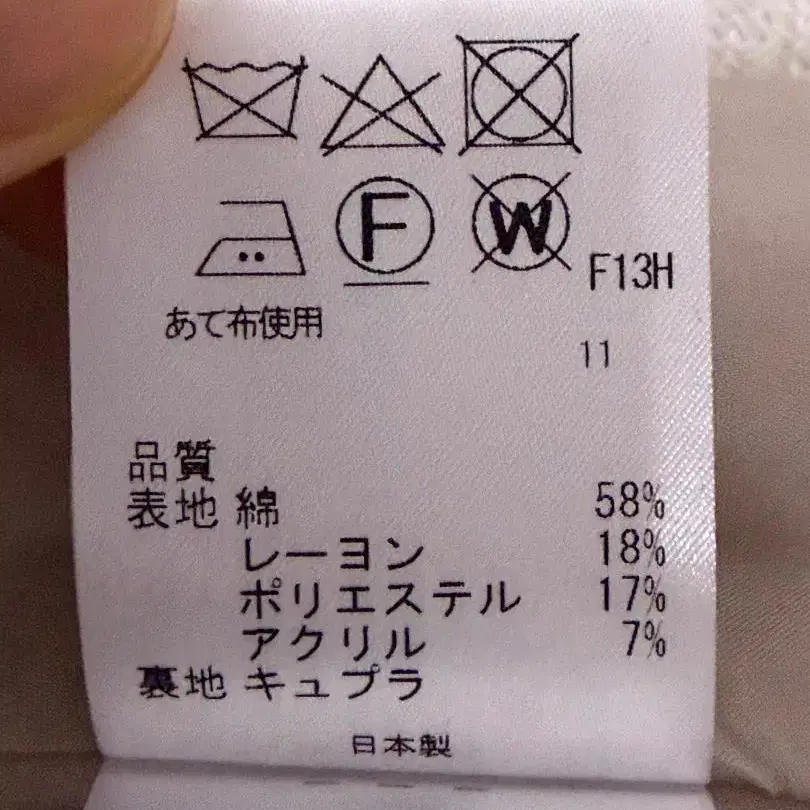 F
W
F13H
あて布使用
11
品質
表地 綿 58%
レーヨン 18%
ポリエステル 17%
アクリル 7%
裏地 キュプラ
日本製